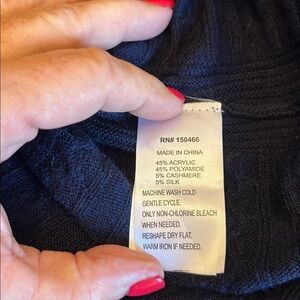 RN# 150466
MADE IN CHINA
45% ACRYLIC
45% POLYAMIDE
5% CASHMERE
5% SILK
MACHINE WASH COLD
GENTLE CYCLE.
ONLY NON-CHLORINE BLEACH
WHEN NEEDED.
RESHAPE DRY FLAT.
WARM IRON IF NEEDED.